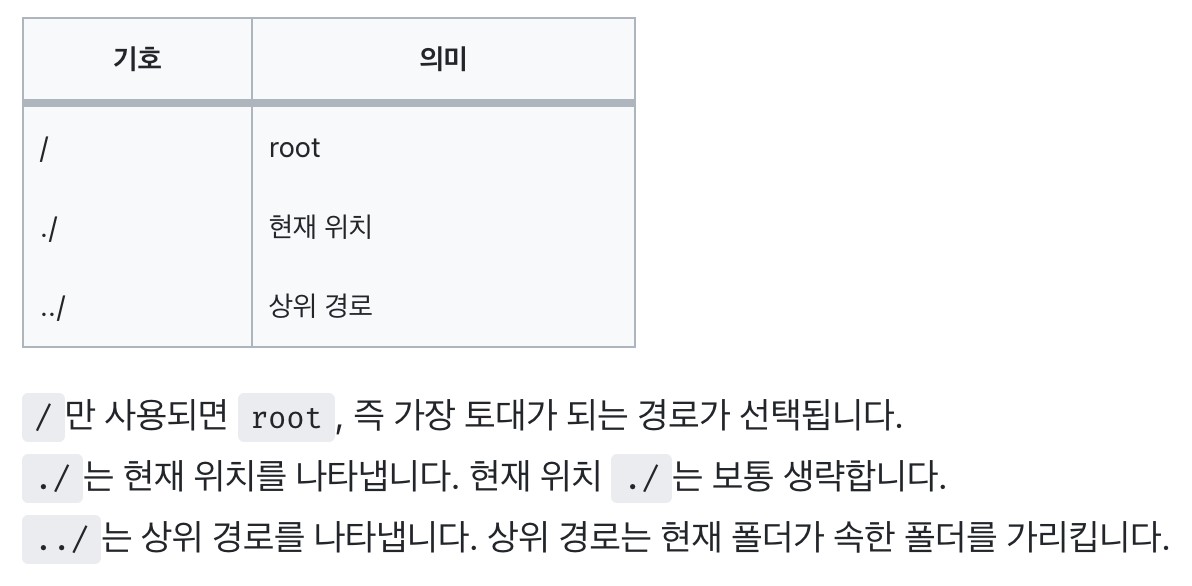 기호 의미
/ root
./ 현재 위치
../ 상위 경로
/만 사용되면 root, 즉 가장 토대가 되는 경로가 선택됩니다.
./는 현재 위치를 나타냅니다. 현재 위치 ./는 보통 생략합니다.
../는 상위 경로를 나타냅니다. 상위 경로는 현재 폴더가 속한 폴더를 가리킵니다.